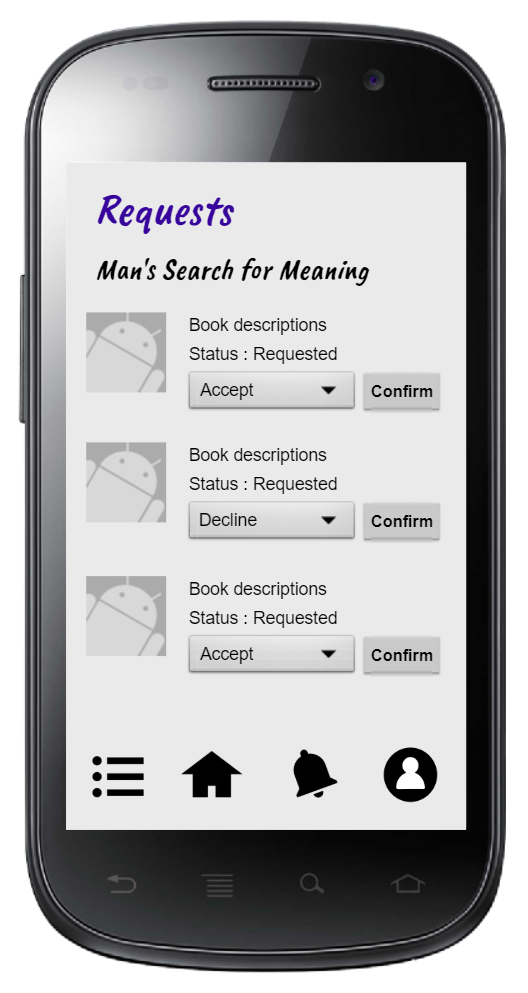 Requests
Man's Search for Meaning
Book descriptions
Status : Requested
Accept Confirm
Book descriptions
Status : Requested
Decline Confirm
Book descriptions
Status : Requested
Accept Confirm